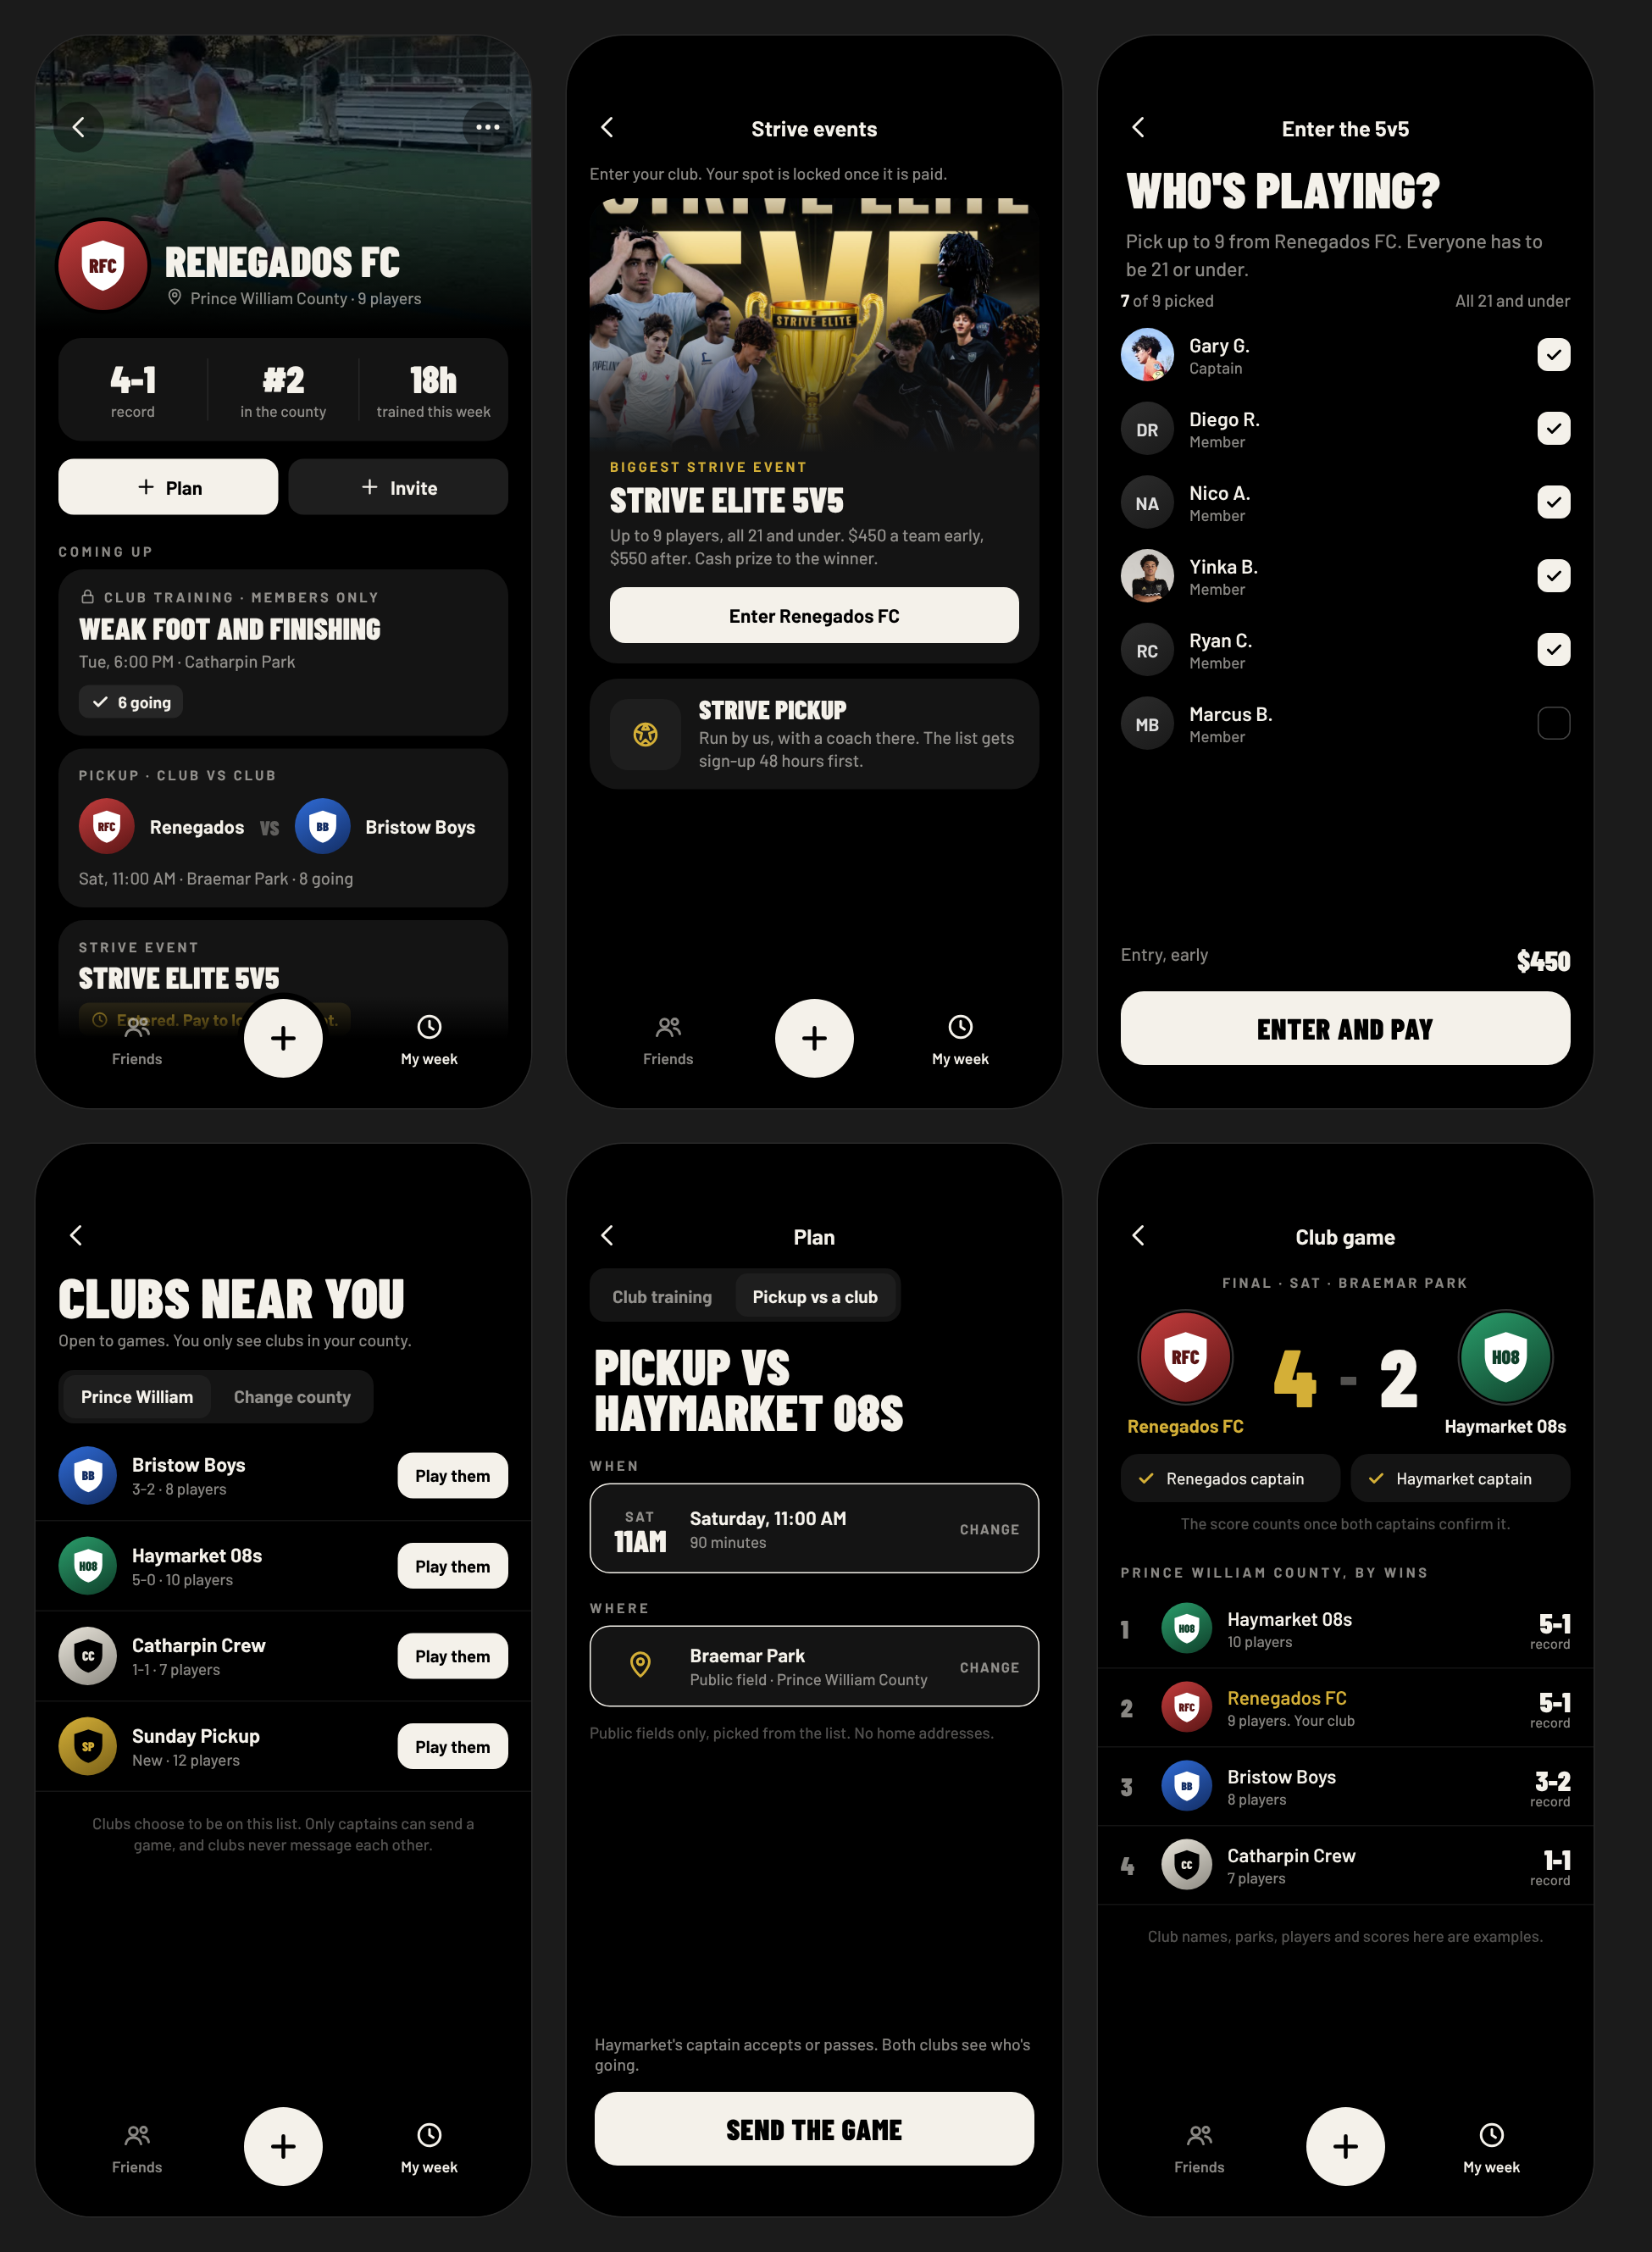 RFC
RENEGADOS FC
Prince William County · 9 players
4-1
record
#2
in the county
18h
trained this week
+ Plan
+ Invite
COMING UP
CLUB TRAINING · MEMBERS ONLY
WEAK FOOT AND FINISHING
Tue, 6:00 PM · Catharpin Park
6 going
PICKUP · CLUB VS CLUB
RFC
Renegados
VS
BB
Bristow Boys
Sat, 11:00 AM · Braemar Park · 8 going
STRIVE EVENT
STRIVE ELITE 5V5
Entered. Pay to
Friends
My week
Strive events
Enter your club. Your spot is locked once it is paid.
STRIVE ELITE
STRIVE ELITE
BIGGEST STRIVE EVENT
STRIVE ELITE 5V5
Up to 9 players, all 21 and under. $450 a team early,
$550 after. Cash prize to the winner.
Enter Renegados FC
STRIVE PICKUP
Run by us, with a coach there. The list gets
sign-up 48 hours first.
Friends
My week
Enter the 5v5
WHO'S PLAYING?
Pick up to 9 from Renegados FC. Everyone has to
be 21 or under.
7 of 9 picked
All 21 and under
Gary G.
Captain
DR
Diego R.
Member
NA
Nico A.
Member
Yinka B.
Member
RC
Ryan C.
Member
MB
Marcus B.
Member
Entry, early
$450
ENTER AND PAY
CLUBS NEAR YOU
Open to games. You only see clubs in your county.
Prince William
Change county
BB
Bristow Boys
3-2 · 8 players
Play them
H08
Haymarket 08s
5-0 · 10 players
Play them
CC
Catharpin Crew
1-1 · 7 players
Play them
SP
Sunday Pickup
New · 12 players
Play them
Clubs choose to be on this list. Only captains can send a
game, and clubs never message each other.
Friends
My week
Plan
Club training
Pickup vs a club
PICKUP VS
HAYMARKET 08S
WHEN
SAT
11AM
Saturday, 11:00 AM
90 minutes
CHANGE
WHERE
Braemar Park
Public field · Prince William County
CHANGE
Public fields only, picked from the list. No home addresses.
Haymarket's captain accepts or passes. Both clubs see who's
going.
SEND THE GAME
Club game
FINAL · SAT · BRAEMAR PARK
RFC
4 - 2
H08
Renegados FC
Haymarket 08s
Renegados captain
Haymarket captain
The score counts once both captains confirm it.
PRINCE WILLIAM COUNTY, BY WINS
1
H08
Haymarket 08s
10 players
5-1
record
2
RFC
Renegados FC
9 players. Your club
5-1
record
3
BB
Bristow Boys
8 players
3-2
record
4
CC
Catharpin Crew
7 players
1-1
record
Club names, parks, players and scores here are examples.
Friends
My week